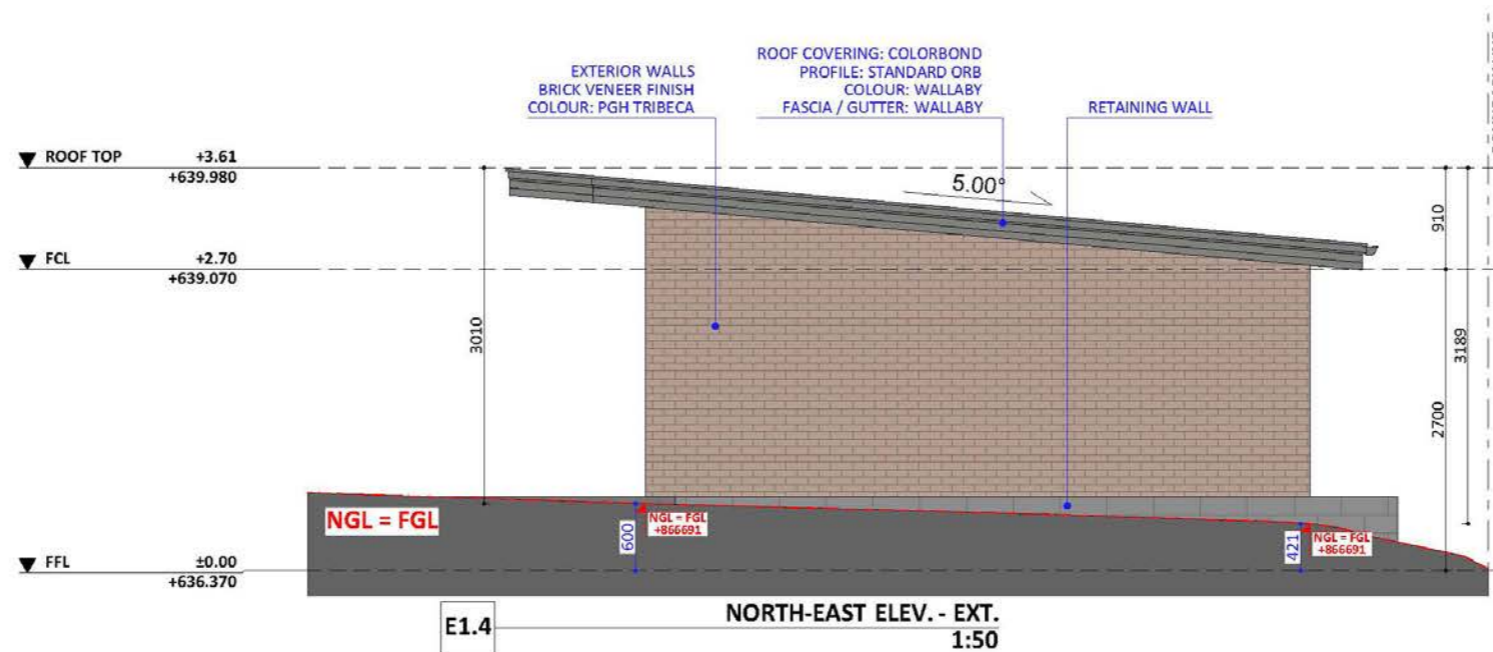 ROOF COVERING: COLORBOND
PROFILE: STANDARD ORB
COLOUR: WALLABY
FASCIA / GUTTER: WALLABY
EXTERIOR WALLS
BRICK VENEER FINISH
COLOUR: PGH TRIBECA
RETAINING WALL
ROOF TOP +3.61
+639.980
5.00°
910
FCL +2.70
+639.070
3010
3189
2700
NGL = FGL
600
NGL = FGL
+866691
421
NGL = FGL
+866691
FFL ±0.00
+636.370
E1.4
NORTH-EAST ELEV. - EXT.
1:50